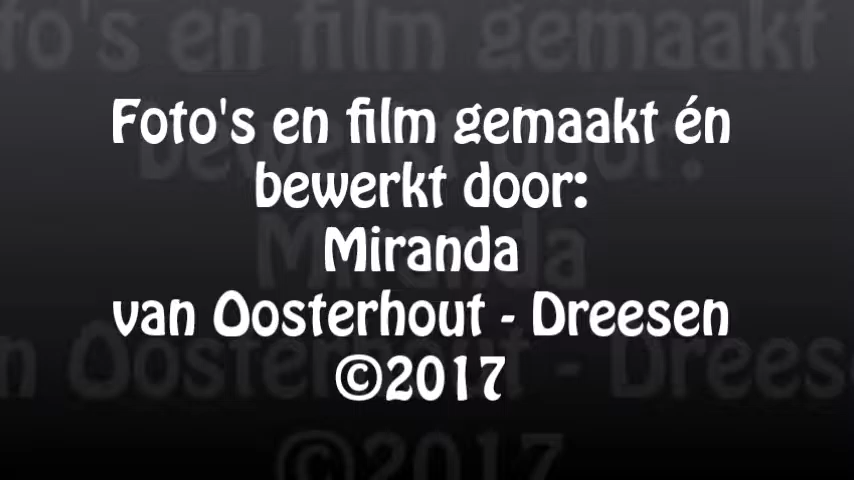 Foto's en film gemaakt én
bewerkt door:
Miranda
van Oosterhout - Dreesen
©2017